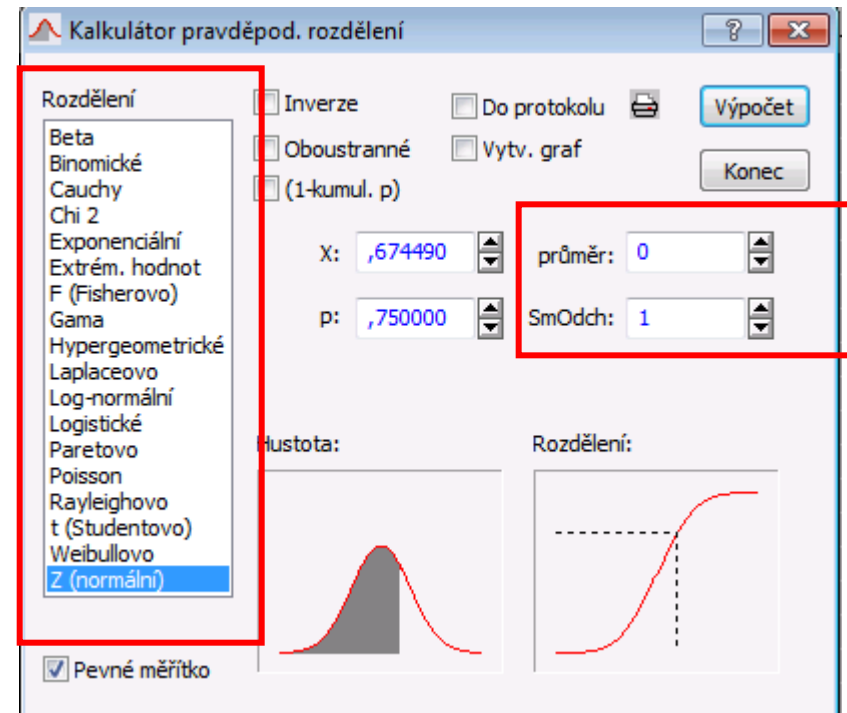 Kalkulátor pravděpod. rozdělení
Rozdělení
Beta
Binomické
Cauchy
Chi 2
Exponenciální
Extrém. hodnot
F (Fisherovo)
Gama
Hypergeometrické
Laplaceovo
Log-normální
Logistické
Paretovo
Poisson
Rayleighovo
t (Studentovo)
Weibullovo
Z (normální)
Pevné měřítko
Inverze
Do protokolu
Výpočet
Oboustranné
Vytv. graf
Konec
(1-kumul. p)
X: ,674490
průměr: 0
p: ,750000
SmOdch: 1
Hustota:
Rozdělení: